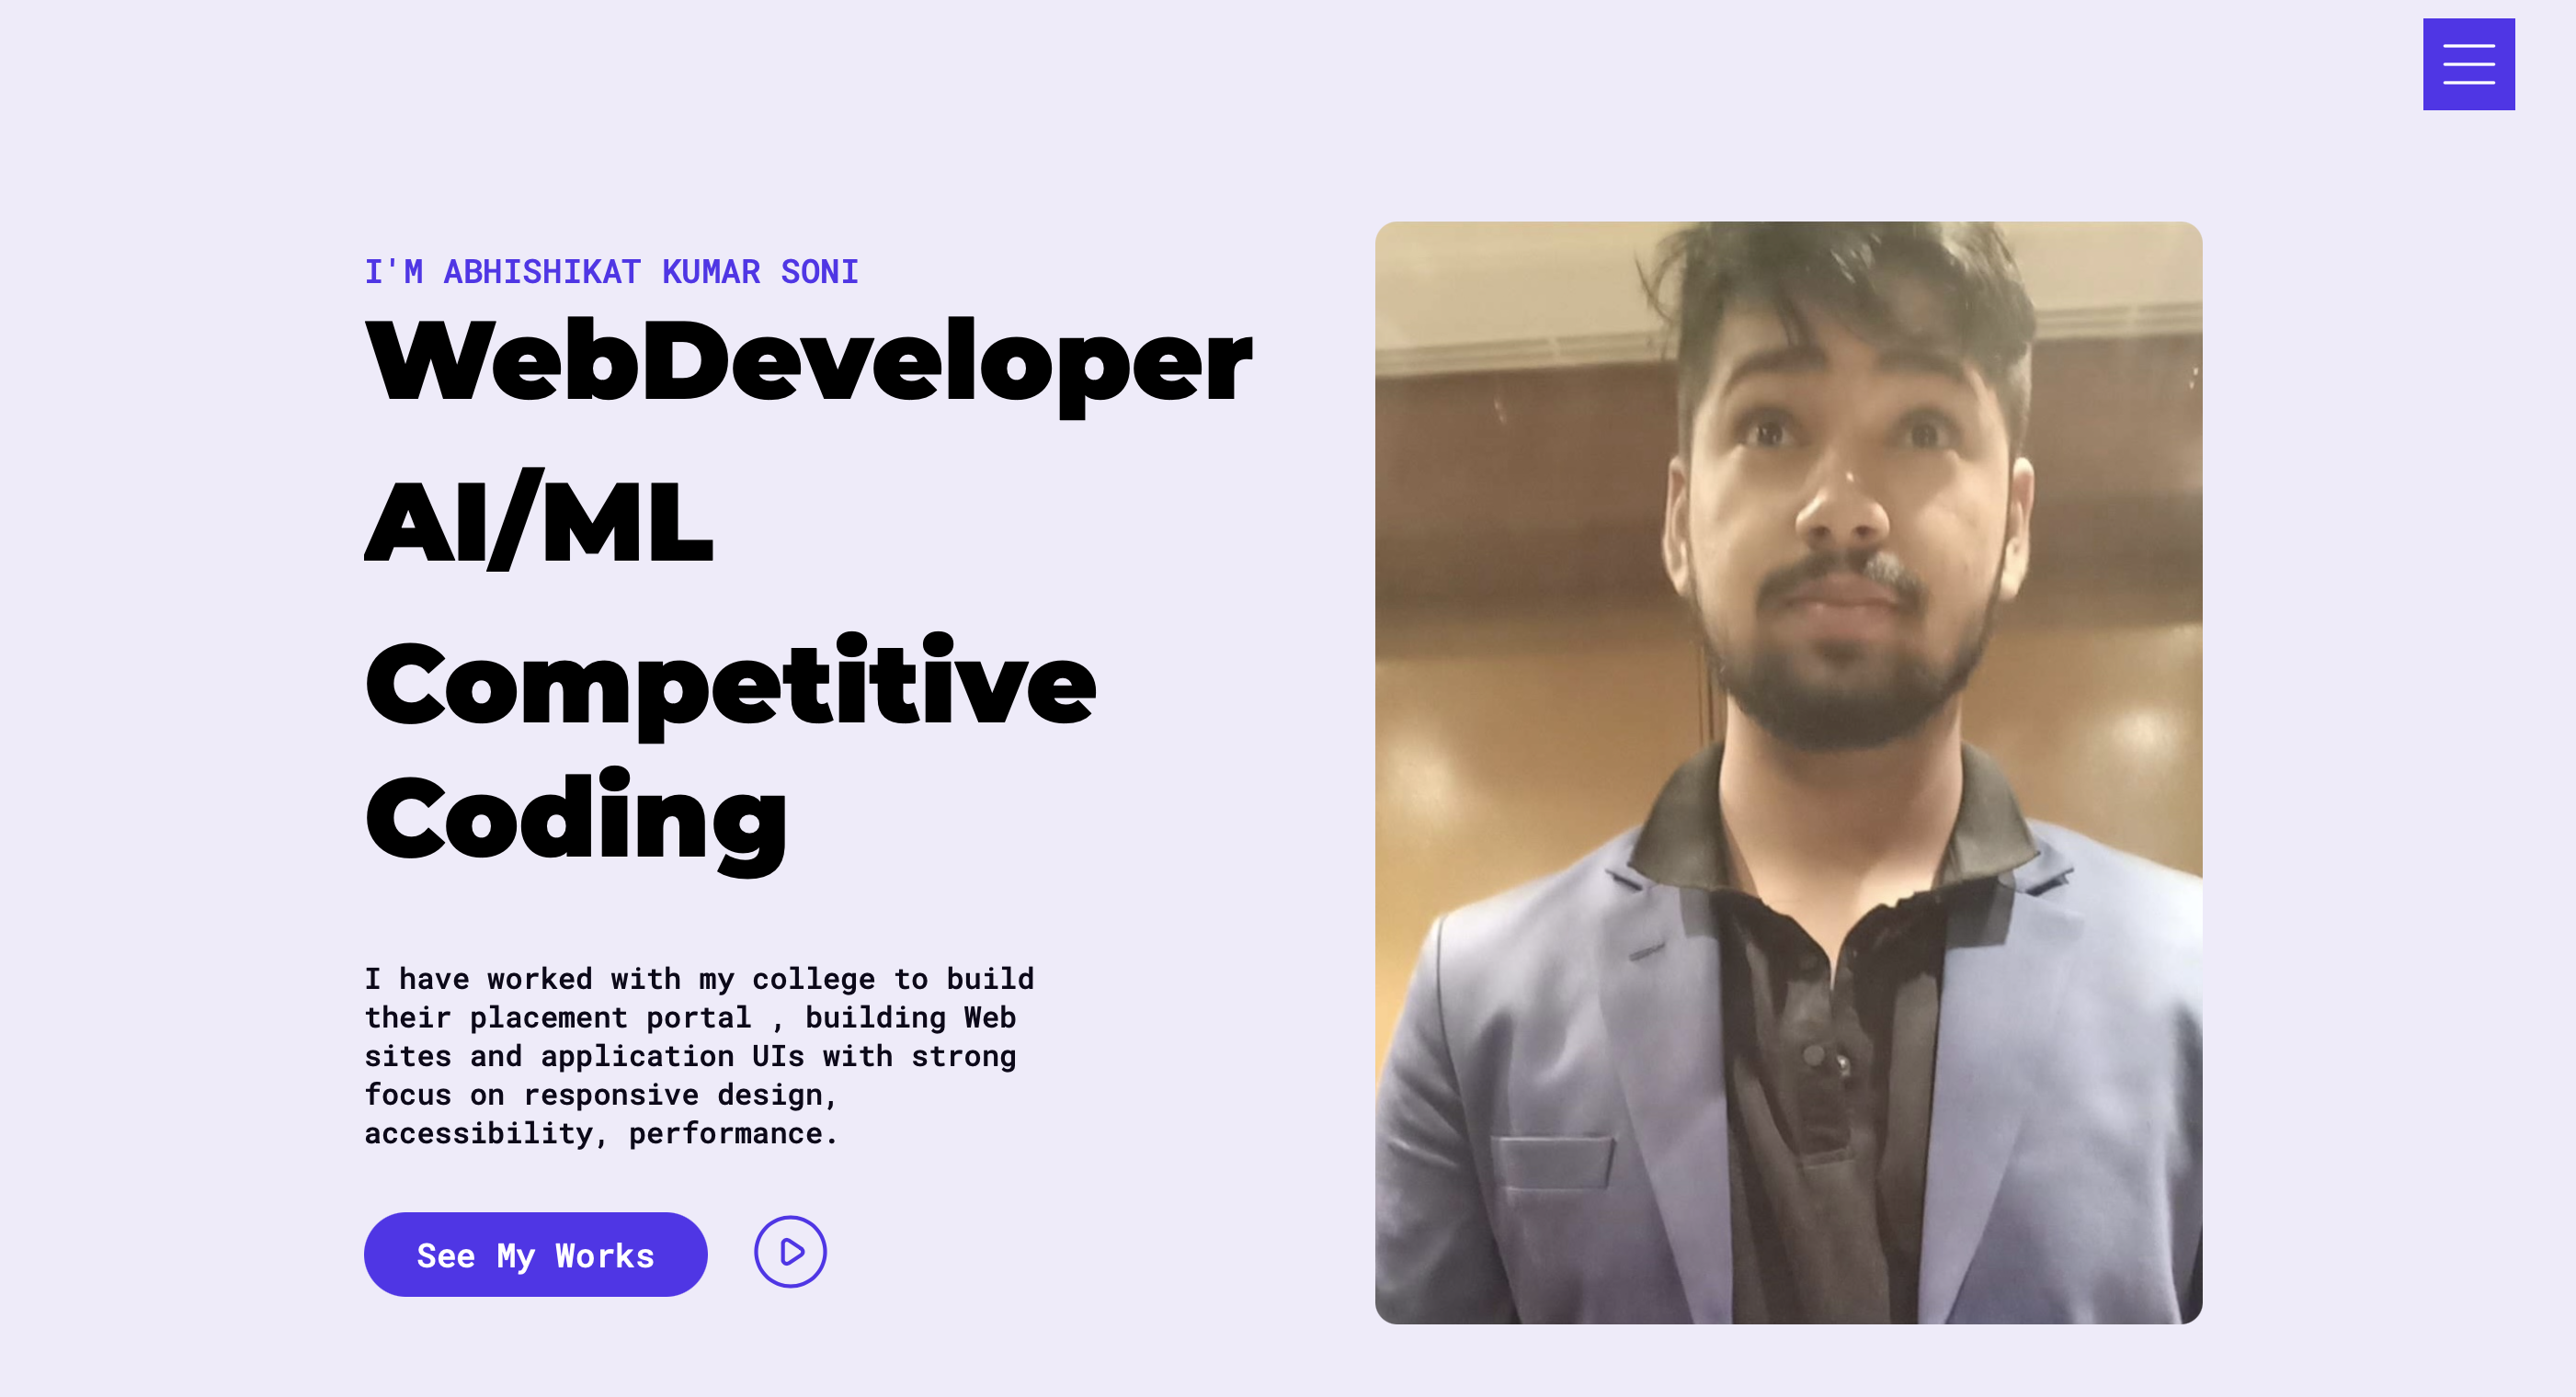 I'M ABHISHIKAT KUMAR SONI
WebDeveloper
AI/ML
Competitive
Coding
I have worked with my college to build
their placement portal , building Web
sites and application UIs with strong
focus on responsive design,
accessibility, performance.
See My Works